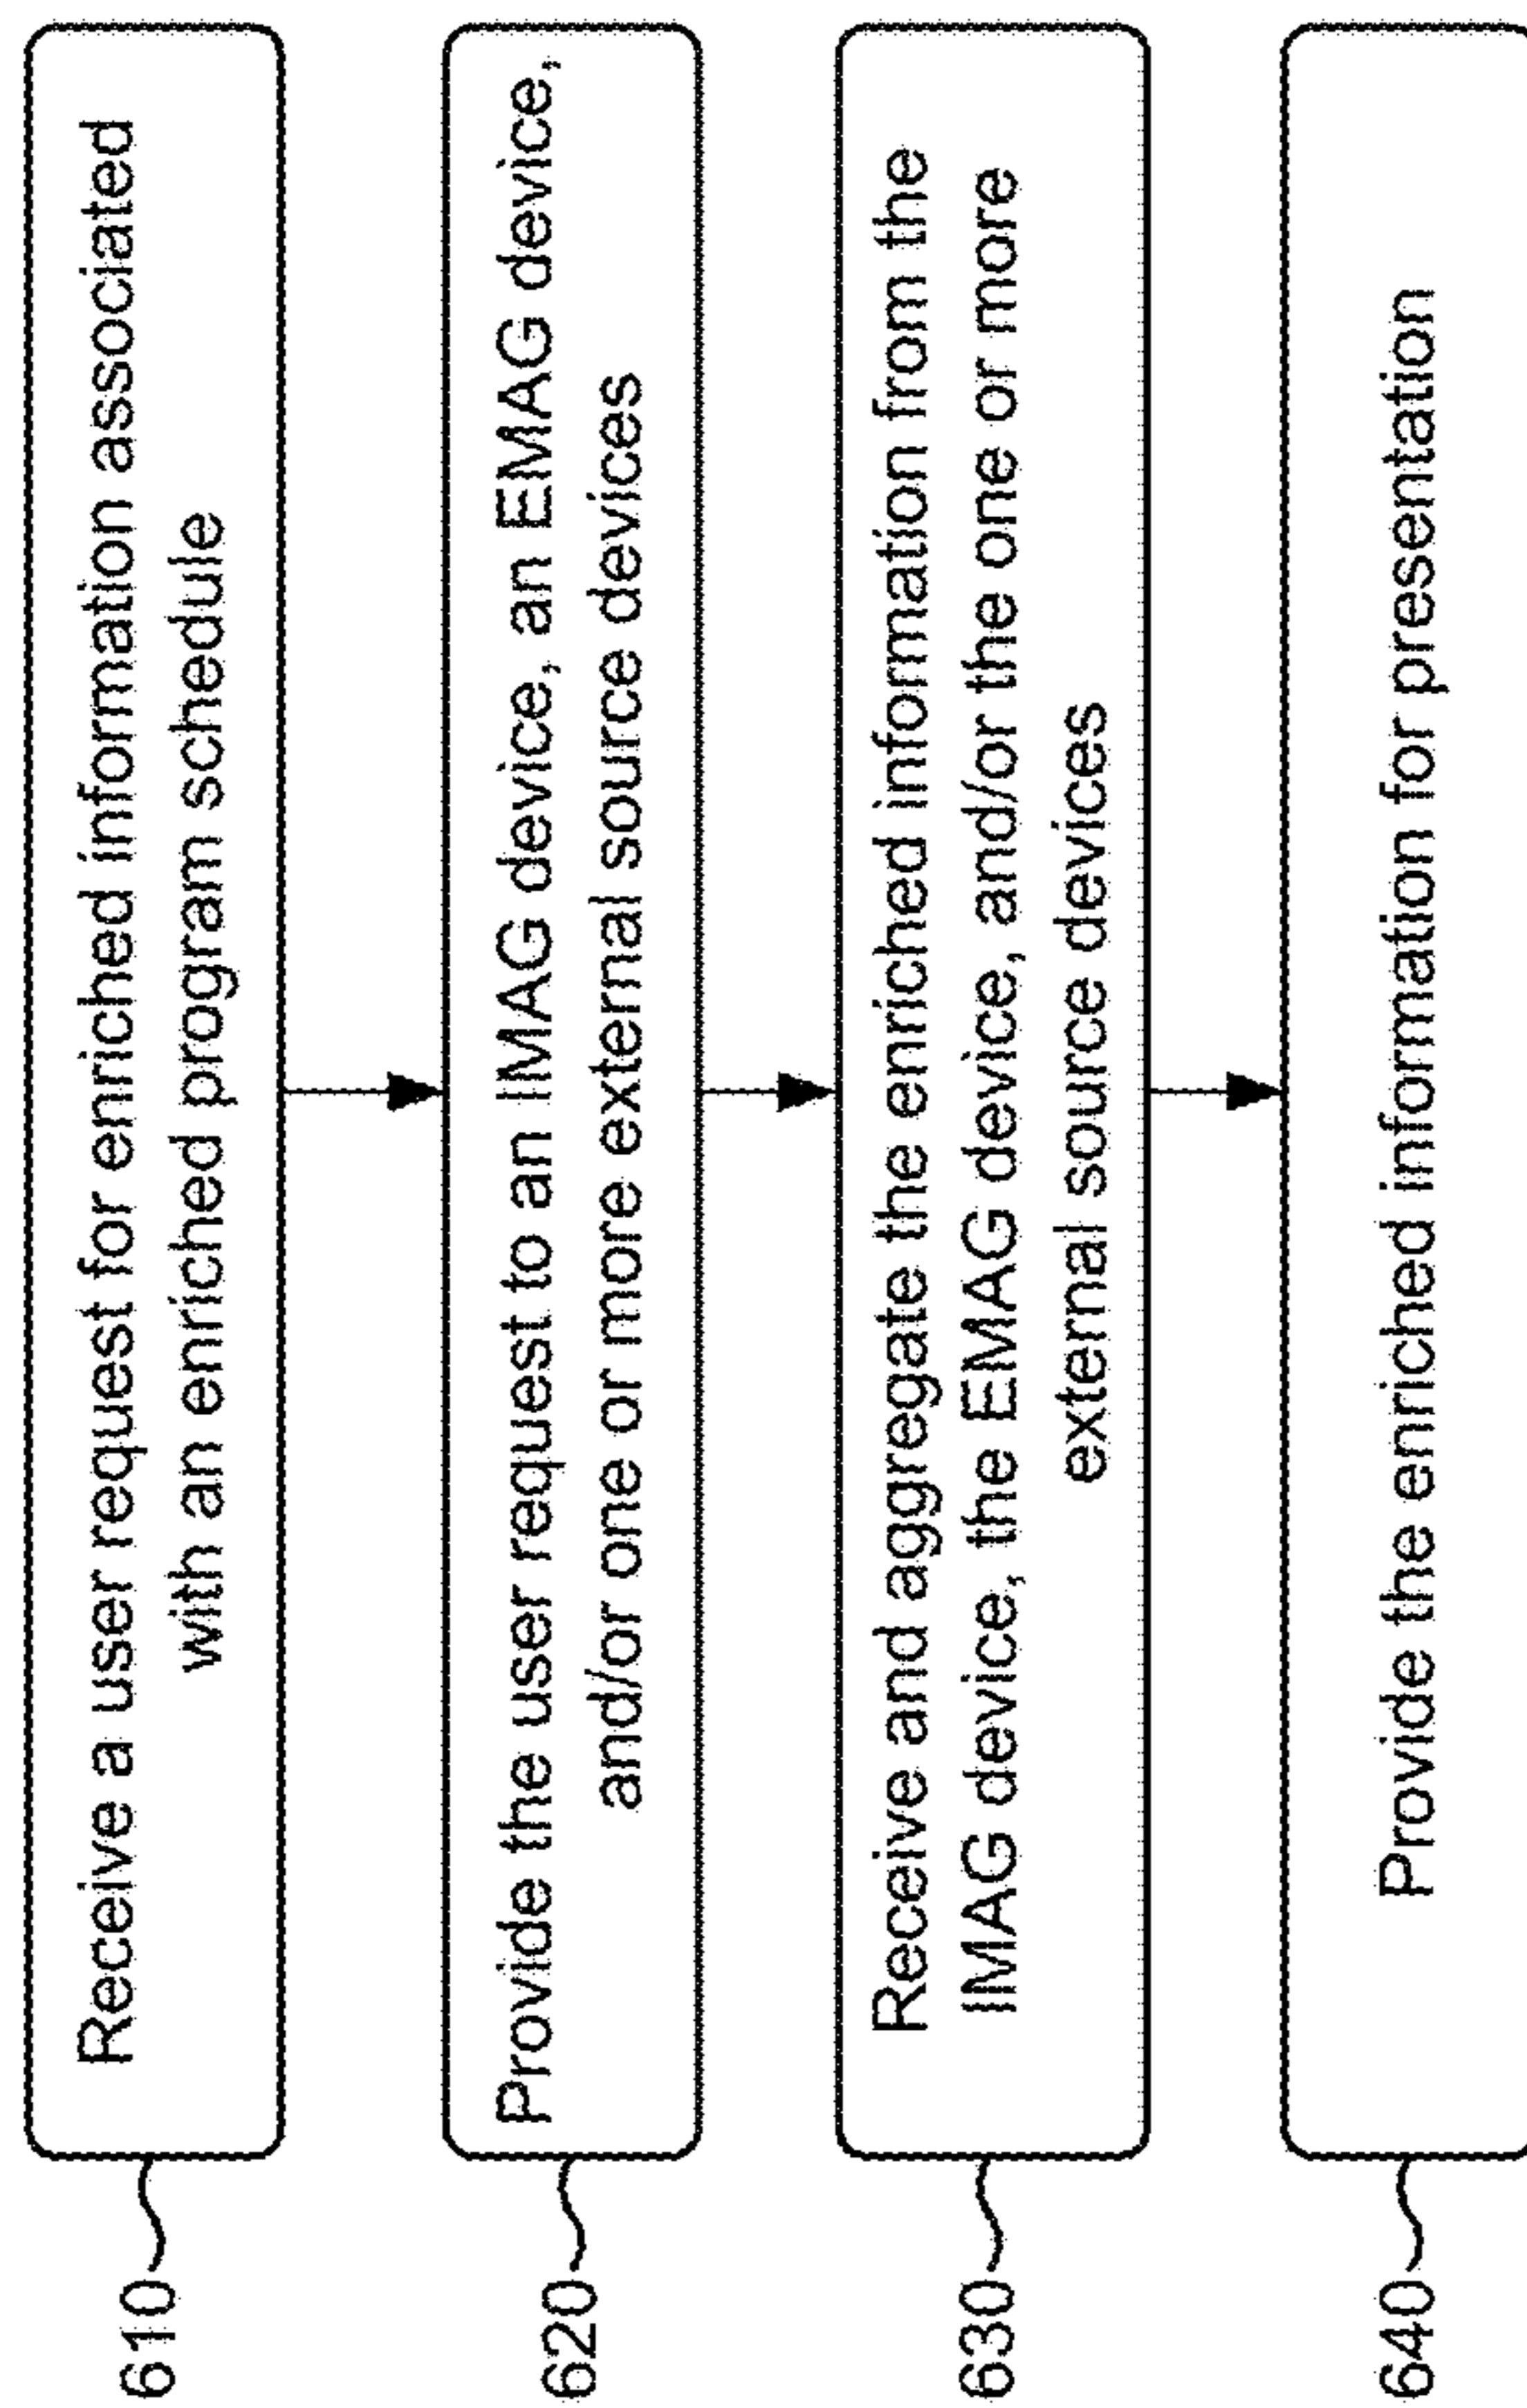 610
Receive a user request for enriched information associated
with an enriched program schedule
620
Provide the user request to an IMAG device, an EMAG device,
and/or one or more external source devices
630
Receive and aggregate the enriched information from the
IMAG device, the EMAG device, and/or the one or more
external source devices
640
Provide the enriched information for presentation